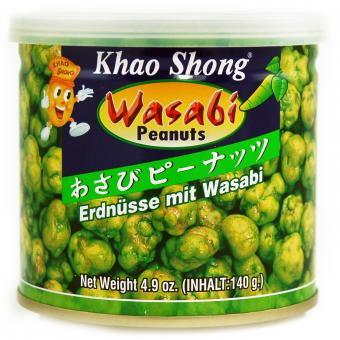 KHAO
SHONG
Khao Shong®
Wasabi
Peanuts
わさびピーナッツ
Erdnüsse mit Wasabi
Net Weight 4.9 oz. (INHALT:140 g.)